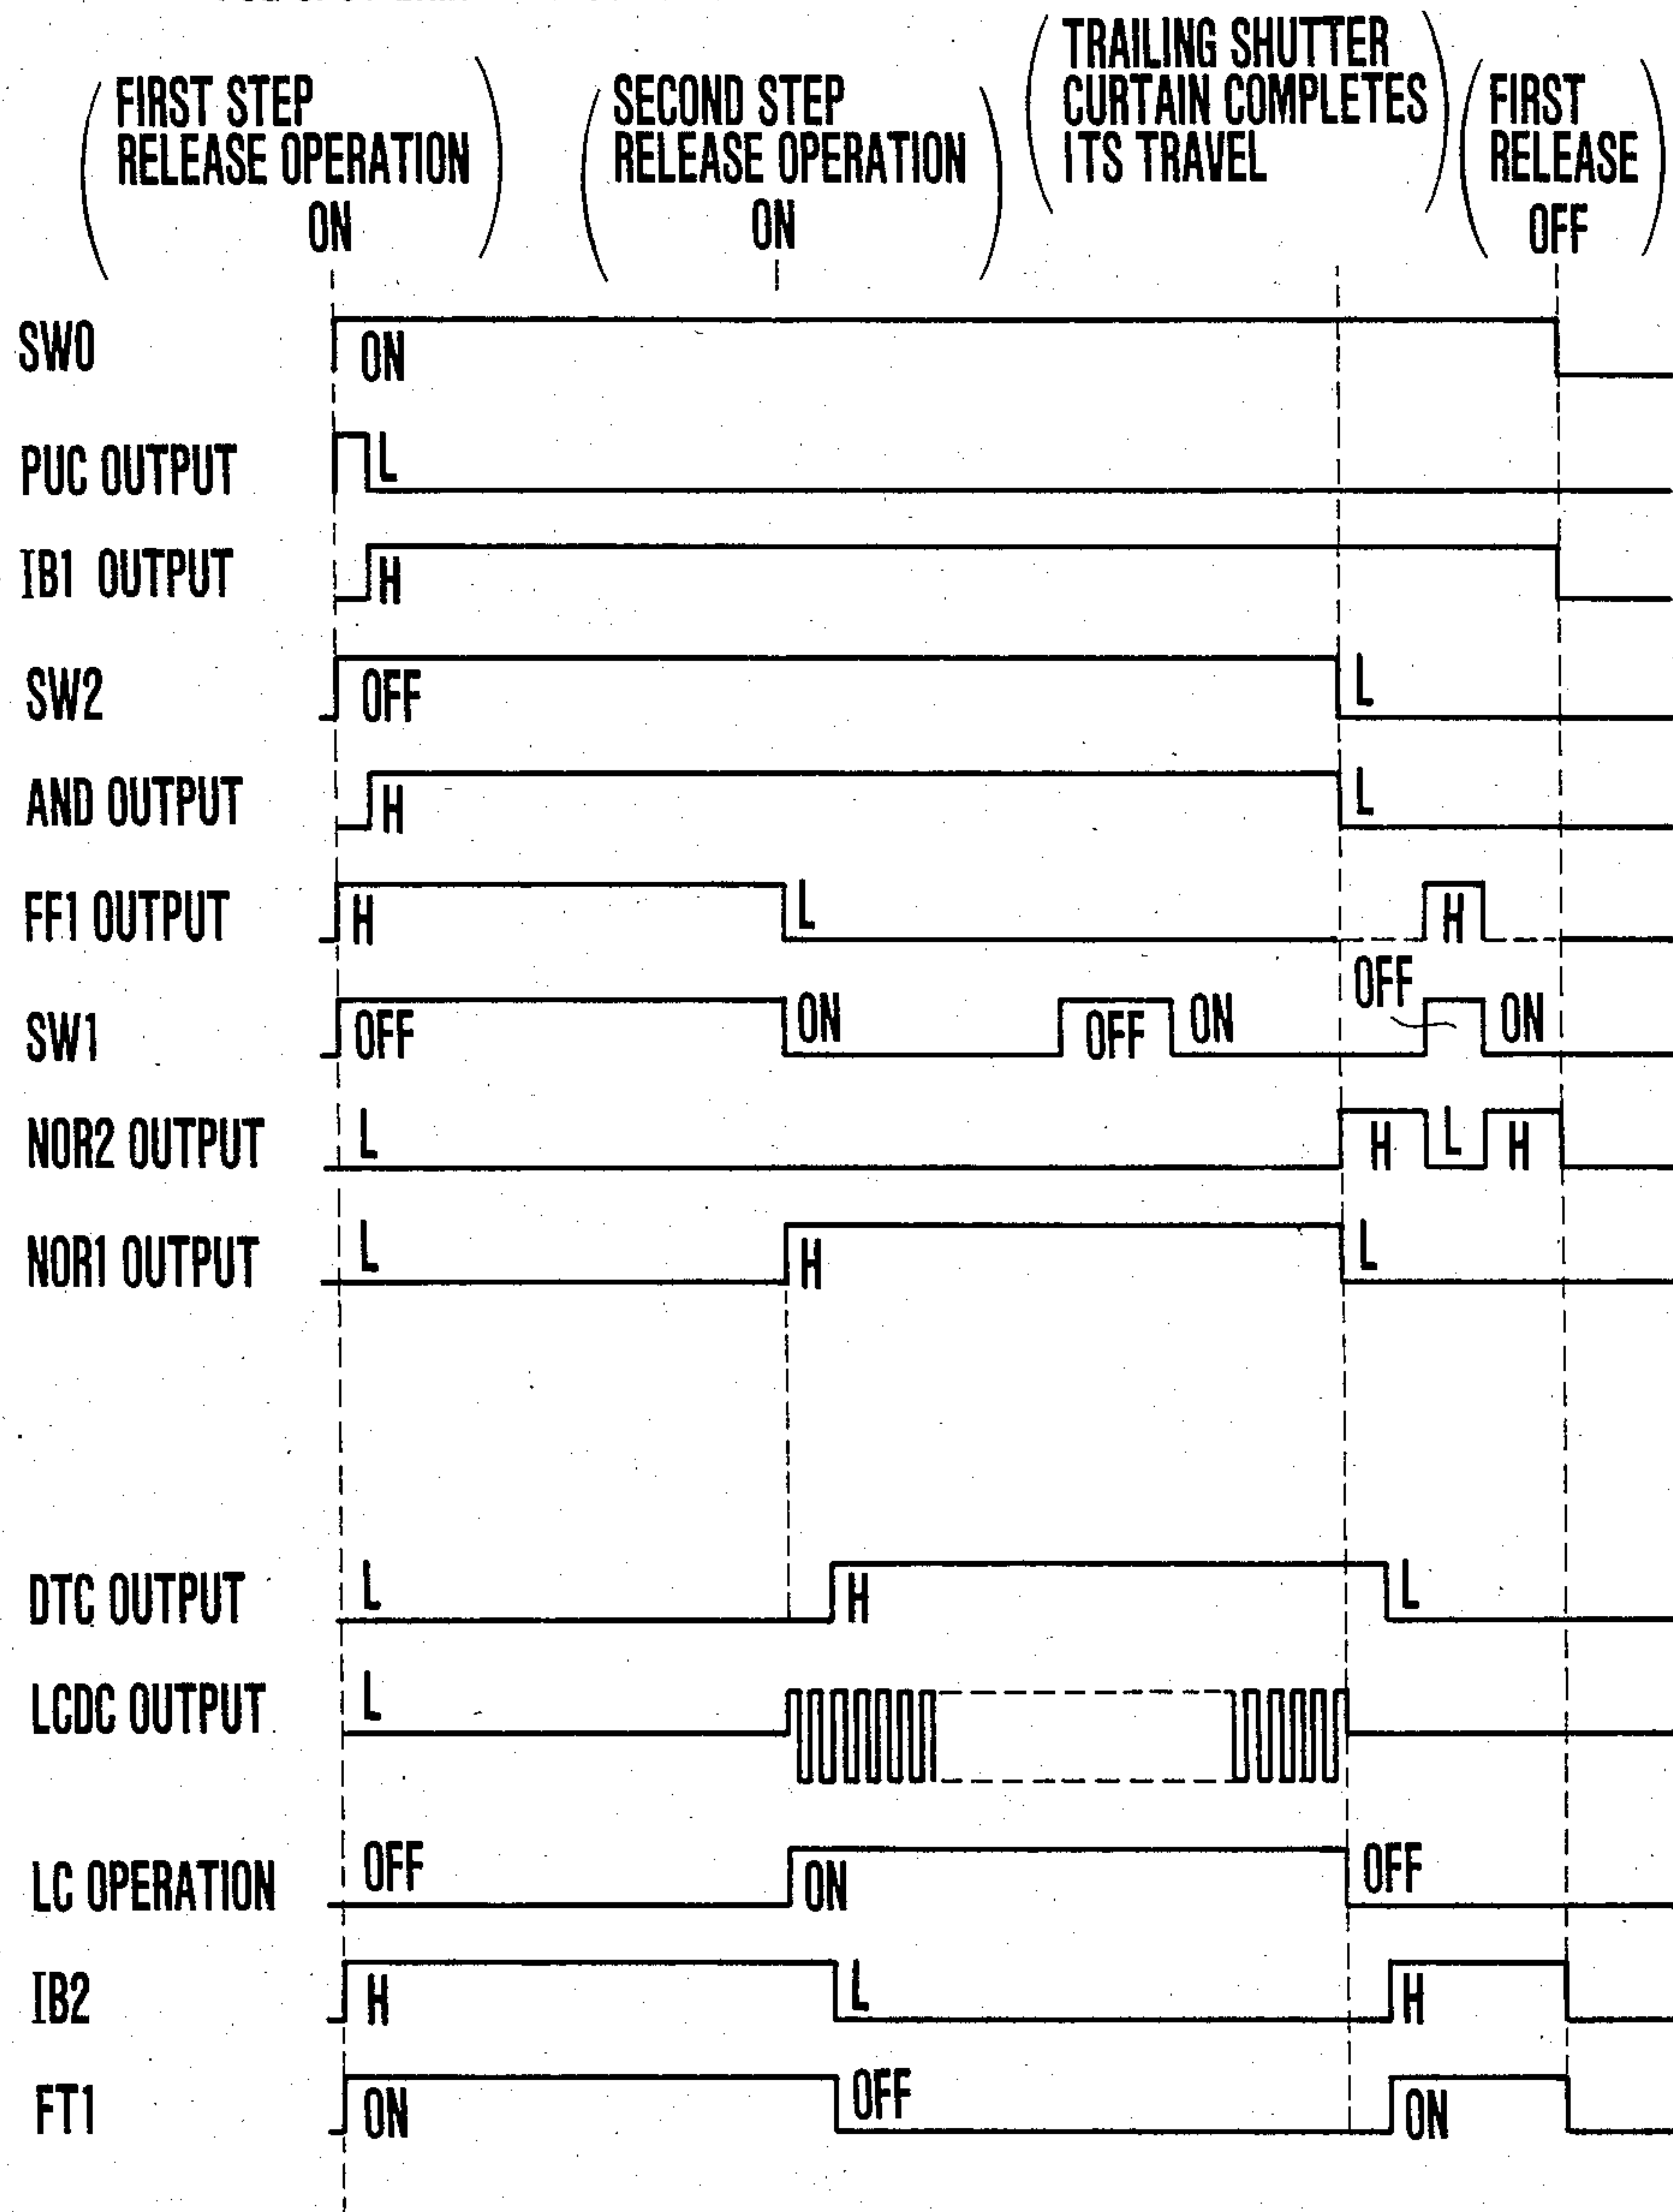 FIRST STEP
RELEASE OPERATION
ON
SECOND STEP
RELEASE OPERATION
ON
TRAILING SHUTTER
CURTAIN COMPLETES
ITS TRAVEL
FIRST
RELEASE
OFF
SW0 ON
PUC OUTPUT L
IB1 OUTPUT H
SW2 OFF L
AND OUTPUT H L
FF1 OUTPUT H L H
SW1 OFF ON OFF ON OFF ON
NOR2 OUTPUT L H L H
NOR1 OUTPUT L H L
DTC OUTPUT L H L
LCDC OUTPUT L
LC OPERATION OFF ON OFF
IB2 H L H
FT1 ON OFF ON